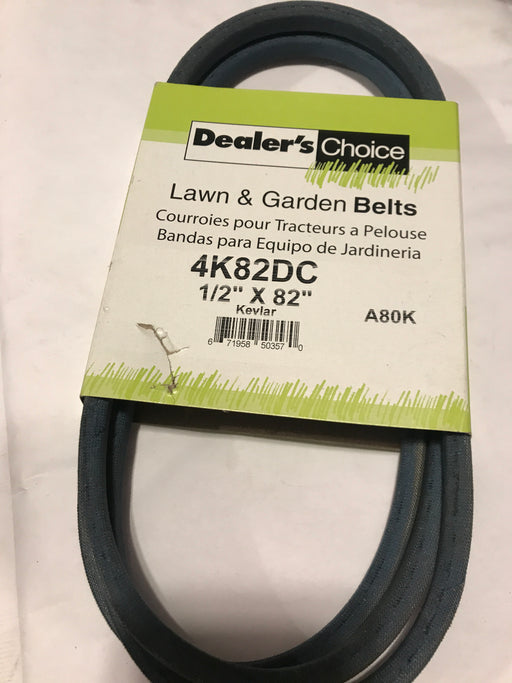 Dealer's Choice
Lawn & Garden Belts
Courroies pour Tracteurs a Pelouse
Bandas para Equipo de Jardineria
4K82DC
1/2" X 82"
Kevlar
A80K
6 71958 50357 0